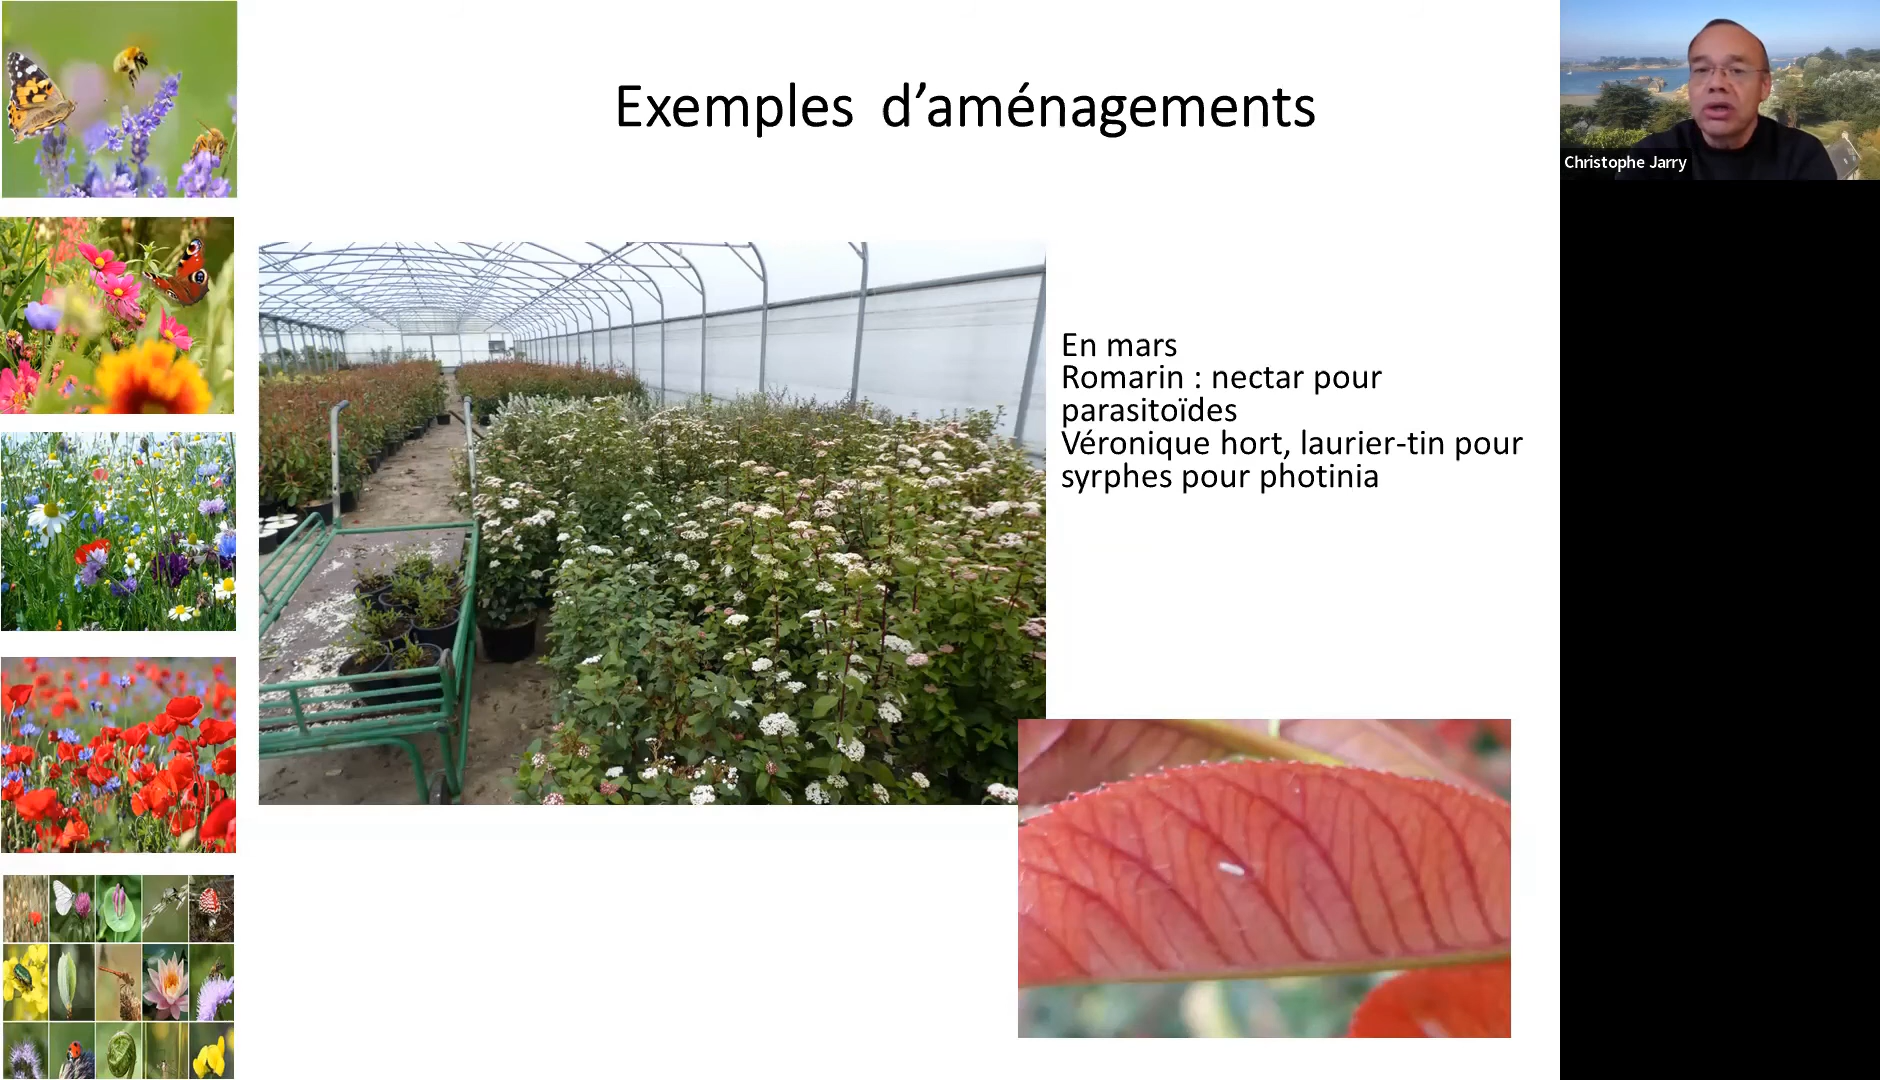 Exemples d’aménagements
Christophe Jarry
En mars
Romarin : nectar pour
parasitoïdes
Véronique hort, laurier-tin pour
syrphes pour photinia